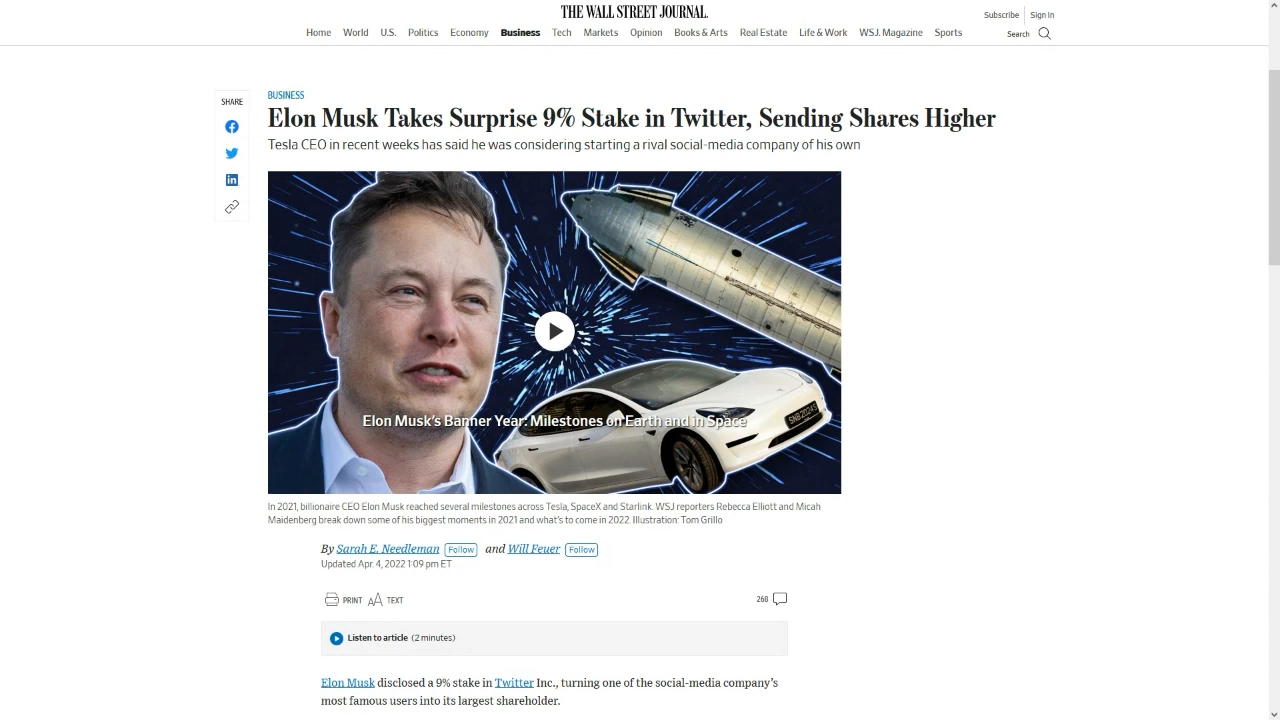 THE WALL STREET JOURNAL.
Subscribe Sign In
Home World U.S. Politics Economy Business Tech Markets Opinion Books & Arts Real Estate Life & Work WSJ. Magazine Sports
Search
SHARE
BUSINESS
Elon Musk Takes Surprise 9% Stake in Twitter, Sending Shares Higher
Tesla CEO in recent weeks has said he was considering starting a rival social-media company of his own
Elon Musk's Banner Year: Milestones on Earth and in Space
In 2021, billionaire CEO Elon Musk reached several milestones across Tesla, SpaceX and Starlink. WSJ reporters Rebecca Elliott and Micah
Maidenberg break down some of his biggest moments in 2021 and what's to come in 2022. Illustration: Tom Grillo
By Sarah E. Needleman Follow and Will Feuer Follow
Updated Apr. 4, 2022 1:09 pm ET
PRINT AA TEXT
268
Listen to article (2 minutes)
Elon Musk disclosed a 9% stake in Twitter Inc., turning one of the social-media company's
most famous users into its largest shareholder.